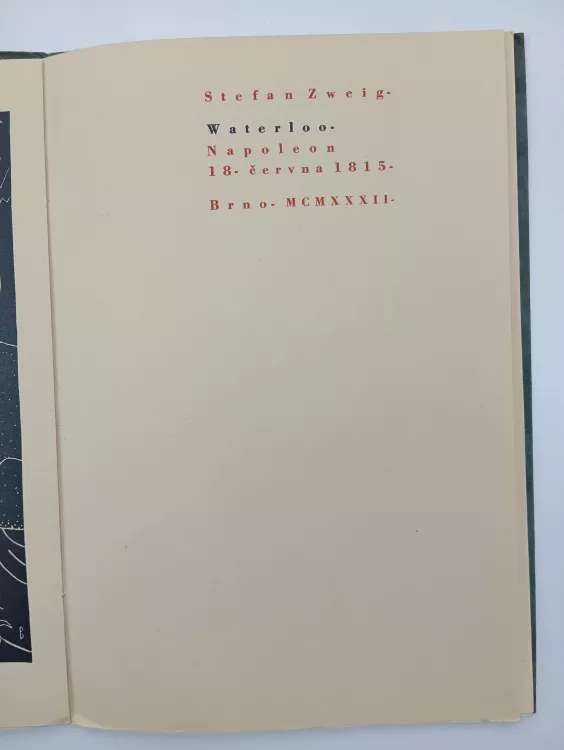 Stefan Zweig-
Waterloo-
Napoleon
18- června 1815-
Brno- MCMXXXII-